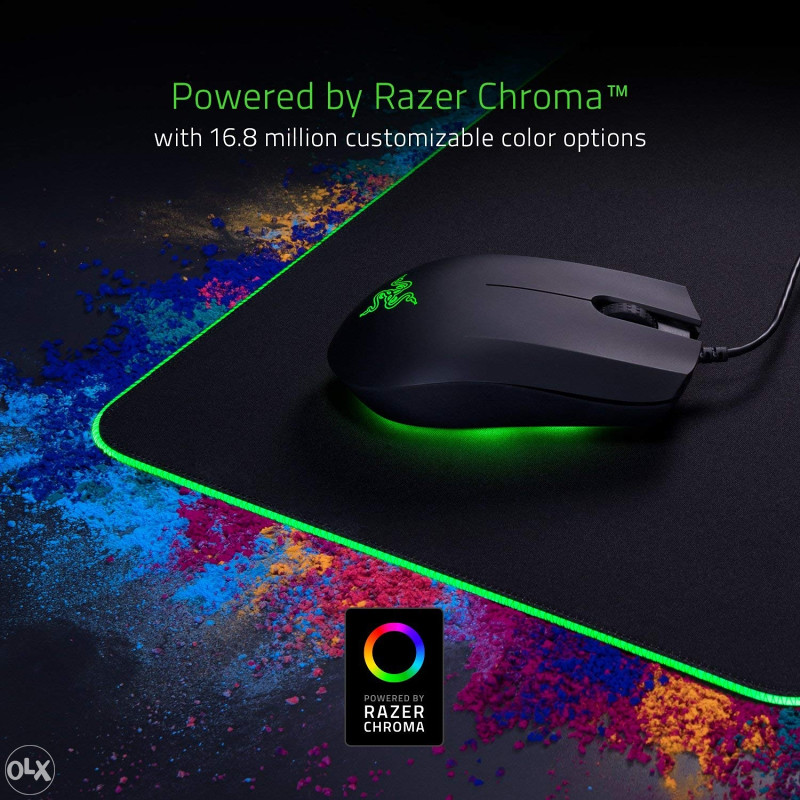 Powered by Razer Chroma™
with 16.8 million customizable color options
POWERED BY
RAZER
CHROMA
OLX